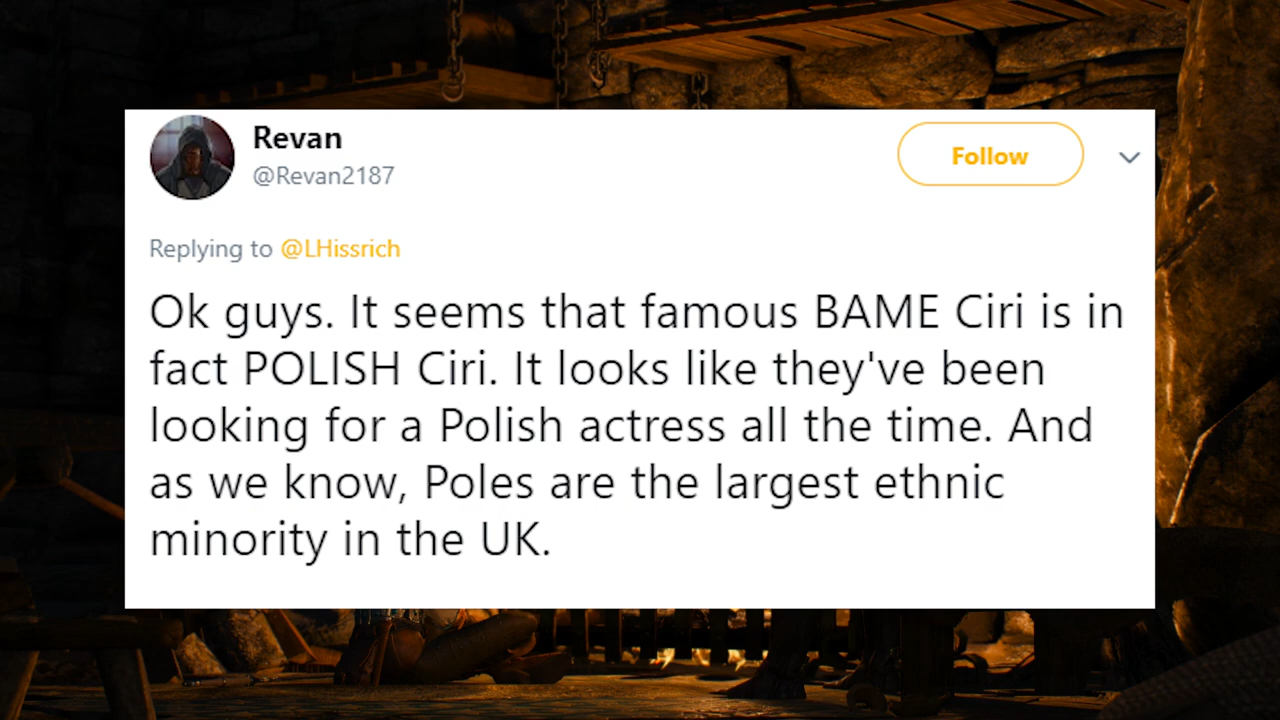 Revan
@Revan2187
Follow
Replying to @LHissrich
Ok guys. It seems that famous BAME Ciri is in
fact POLISH Ciri. It looks like they've been
looking for a Polish actress all the time. And
as we know, Poles are the largest ethnic
minority in the UK.